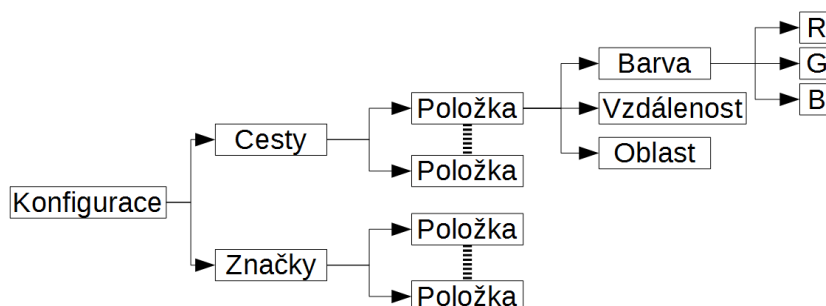 Konfigurace
Cesty
Značky
Položka
Položka
Položka
Položka
Barva
Vzdálenost
Oblast
R
G
B